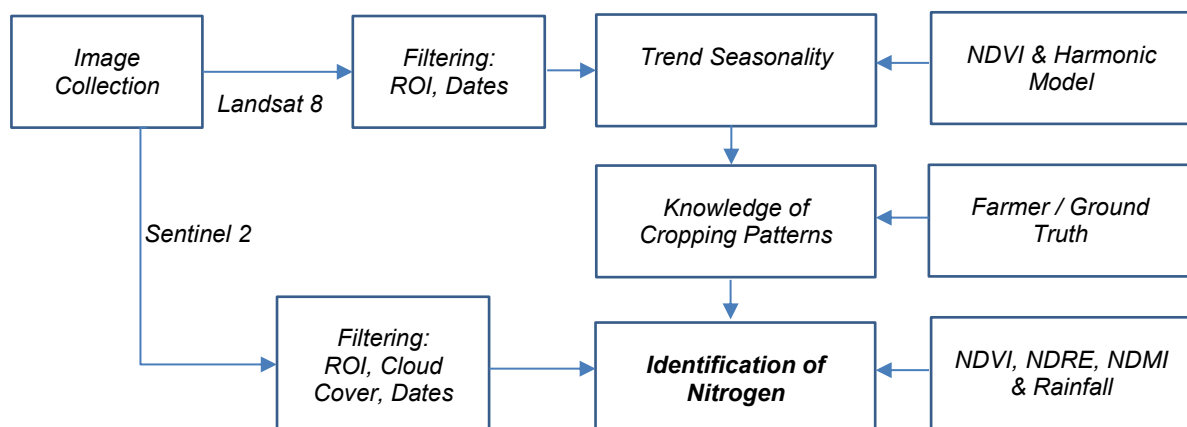 Image
Collection
Landsat 8
Filtering:
ROI, Dates
Trend Seasonality
NDVI & Harmonic
Model
Sentinel 2
Knowledge of
Cropping Patterns
Farmer / Ground
Truth
Filtering:
ROI, Cloud
Cover, Dates
Identification of
Nitrogen
NDVI, NDRE, NDMI
& Rainfall